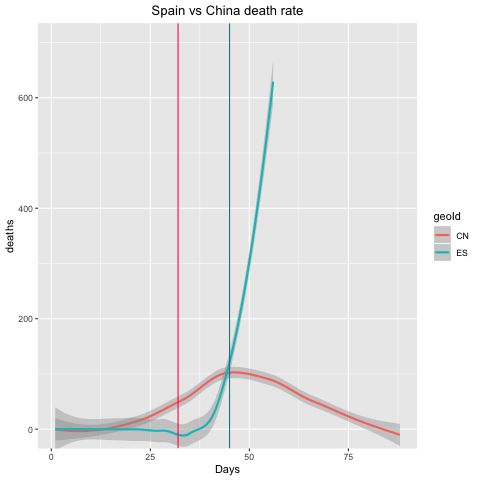 Spain vs China death rate
deaths
600
400
200
0
0 25 50 75
Days
geoId
CN
ES